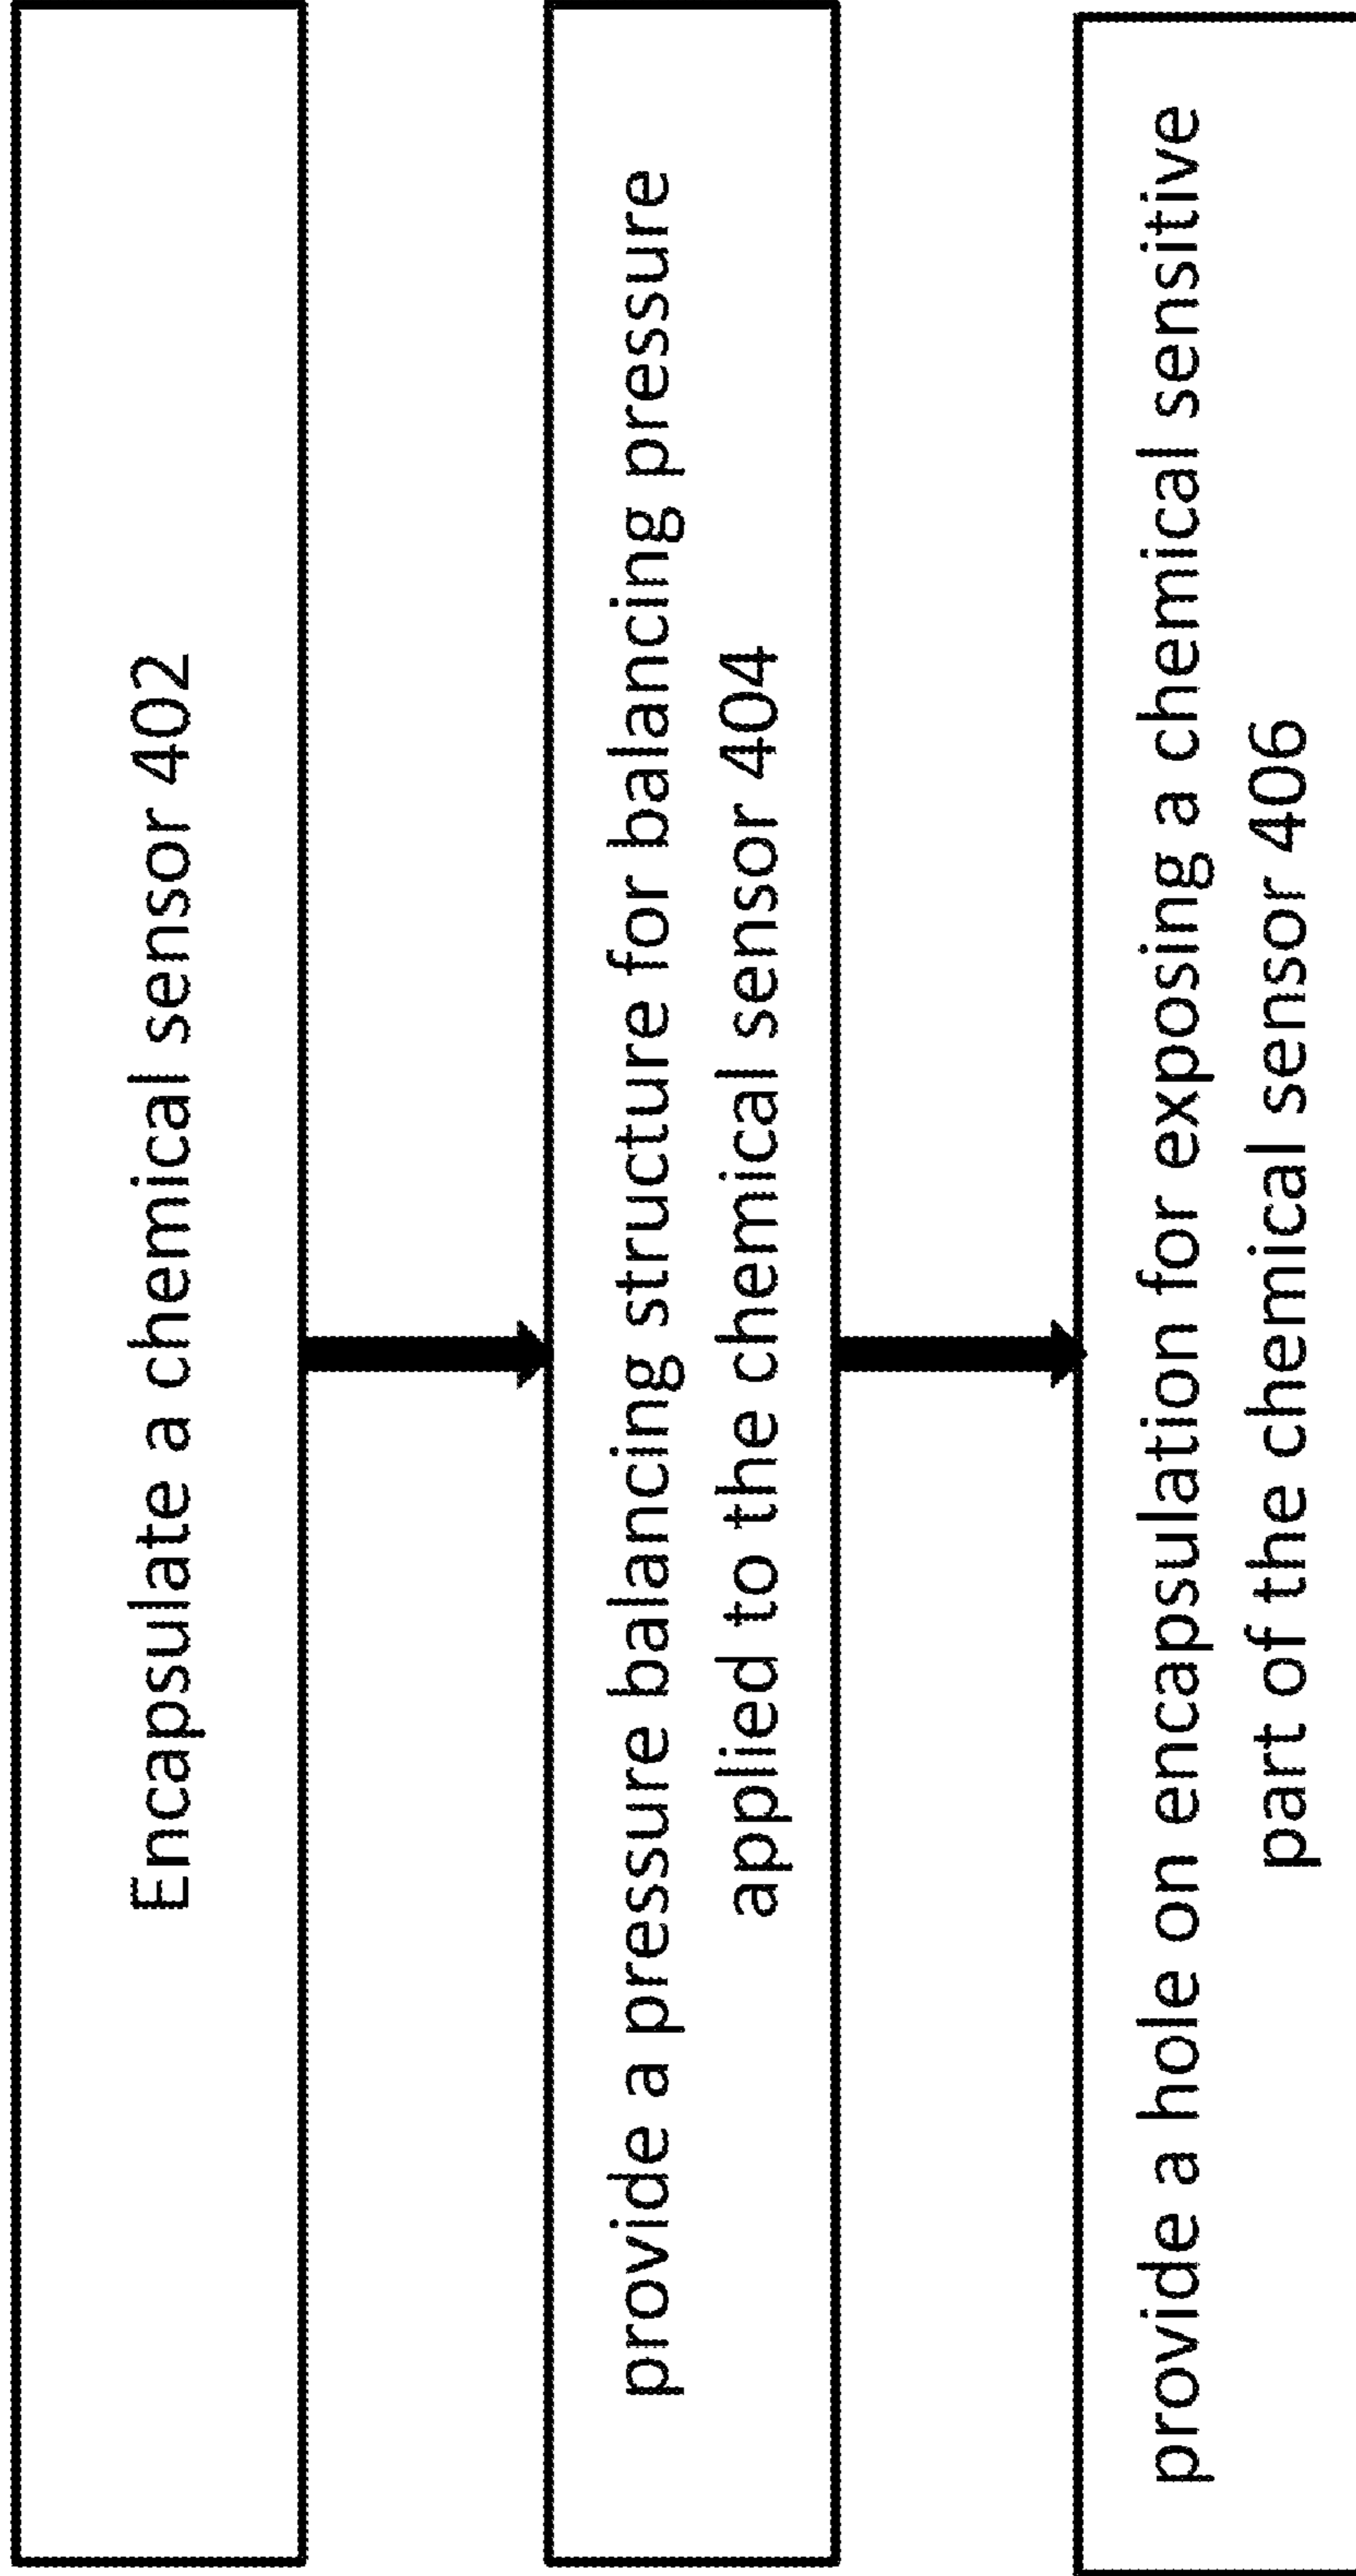 Encapsulate a chemical sensor 402
provide a pressure balancing structure for balancing pressure
applied to the chemical sensor 404
provide a hole on encapsulation for exposing a chemical sensitive
part of the chemical sensor 406